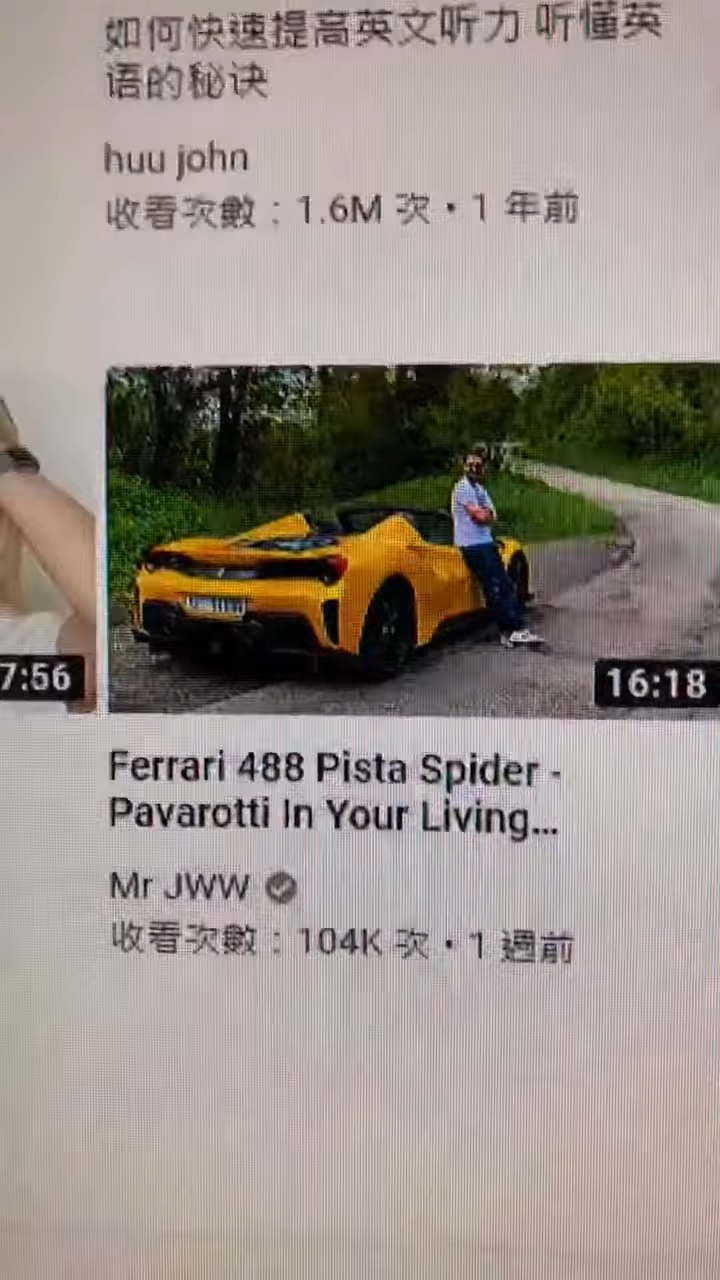 如何快速提高英文听力 听懂英
语的秘诀
huu john
收看次數：1.6M 次・1 年前
7:56
16:18
Ferrari 488 Pista Spider -
Pavarotti In Your Living...
Mr JWW
收看次數：104K 次・1 週前